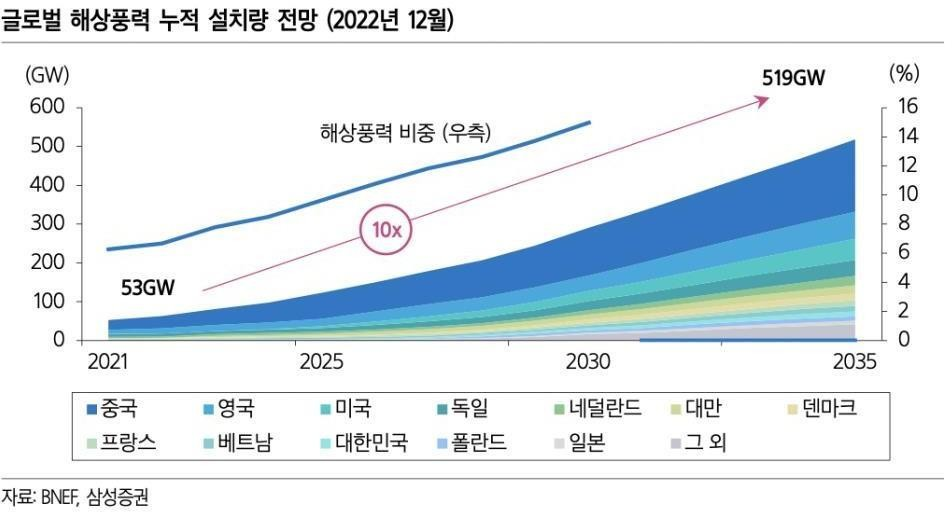 글로벌 해상풍력 누적 설치량 전망 (2022년 12월)
(GW) (%)
519GW
600 16
500 14
400 12
300 10
200 8
100 6
0 4
2
0
해상풍력 비중 (우측)
10x
53GW
2021 2025 2030 2035
중국 영국 미국 독일 네덜란드 대만 덴마크
프랑스 베트남 대한민국 폴란드 일본 그 외
자료: BNEF, 삼성증권